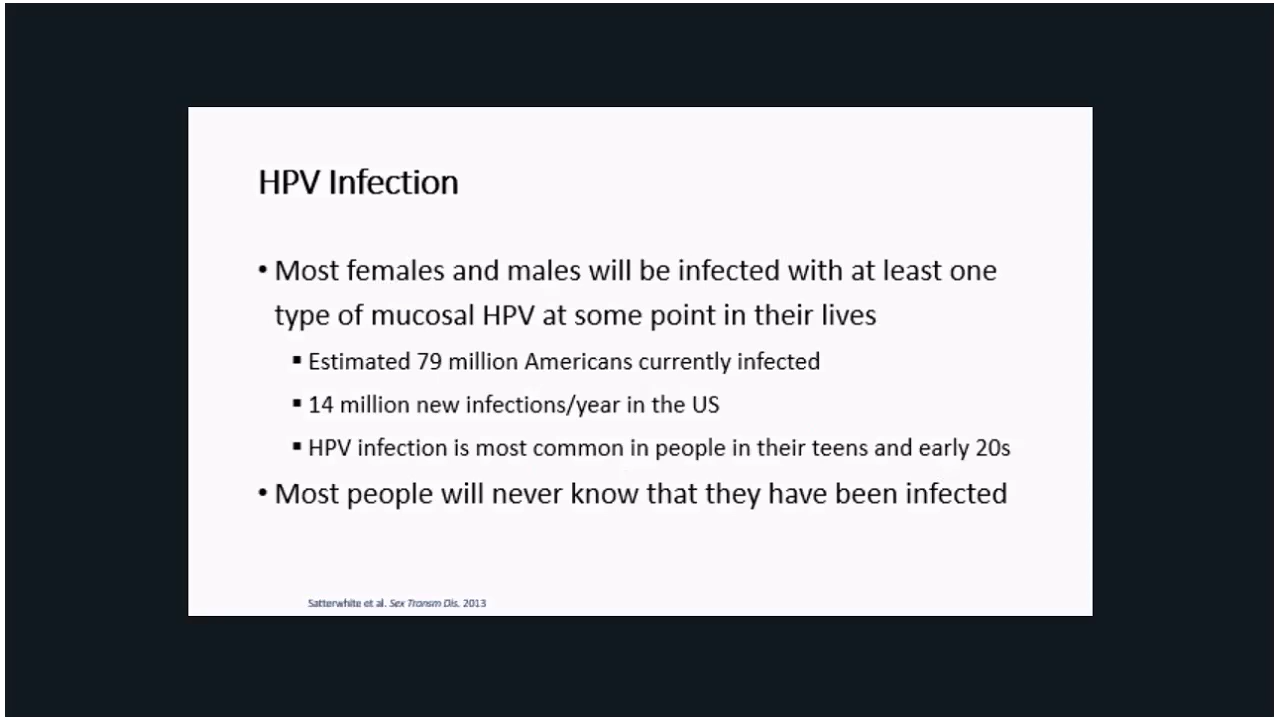 HPV Infection
• Most females and males will be infected with at least one
type of mucosal HPV at some point in their lives
▪ Estimated 79 million Americans currently infected
▪ 14 million new infections/year in the US
▪ HPV infection is most common in people in their teens and early 20s
• Most people will never know that they have been infected
Satterwhite et al. Sex Transm Dis. 2013